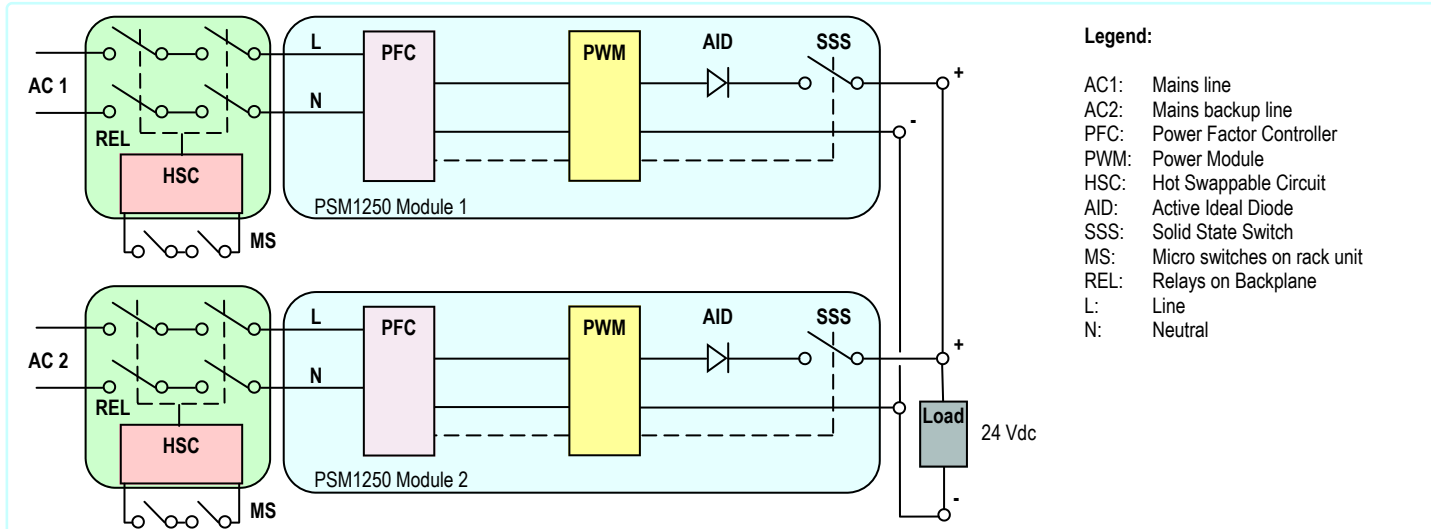 L
PFC
PWM
AID
SSS
+
AC 1
N
-
REL
HSC
PSM1250 Module 1
MS
L
PFC
PWM
AID
SSS
+
AC 2
N
REL
HSC
Load
24 Vdc
PSM1250 Module 2
-
MS
Legend:
AC1: Mains line
AC2: Mains backup line
PFC: Power Factor Controller
PWM: Power Module
HSC: Hot Swappable Circuit
AID: Active Ideal Diode
SSS: Solid State Switch
MS: Micro switches on rack unit
REL: Relays on Backplane
L: Line
N: Neutral